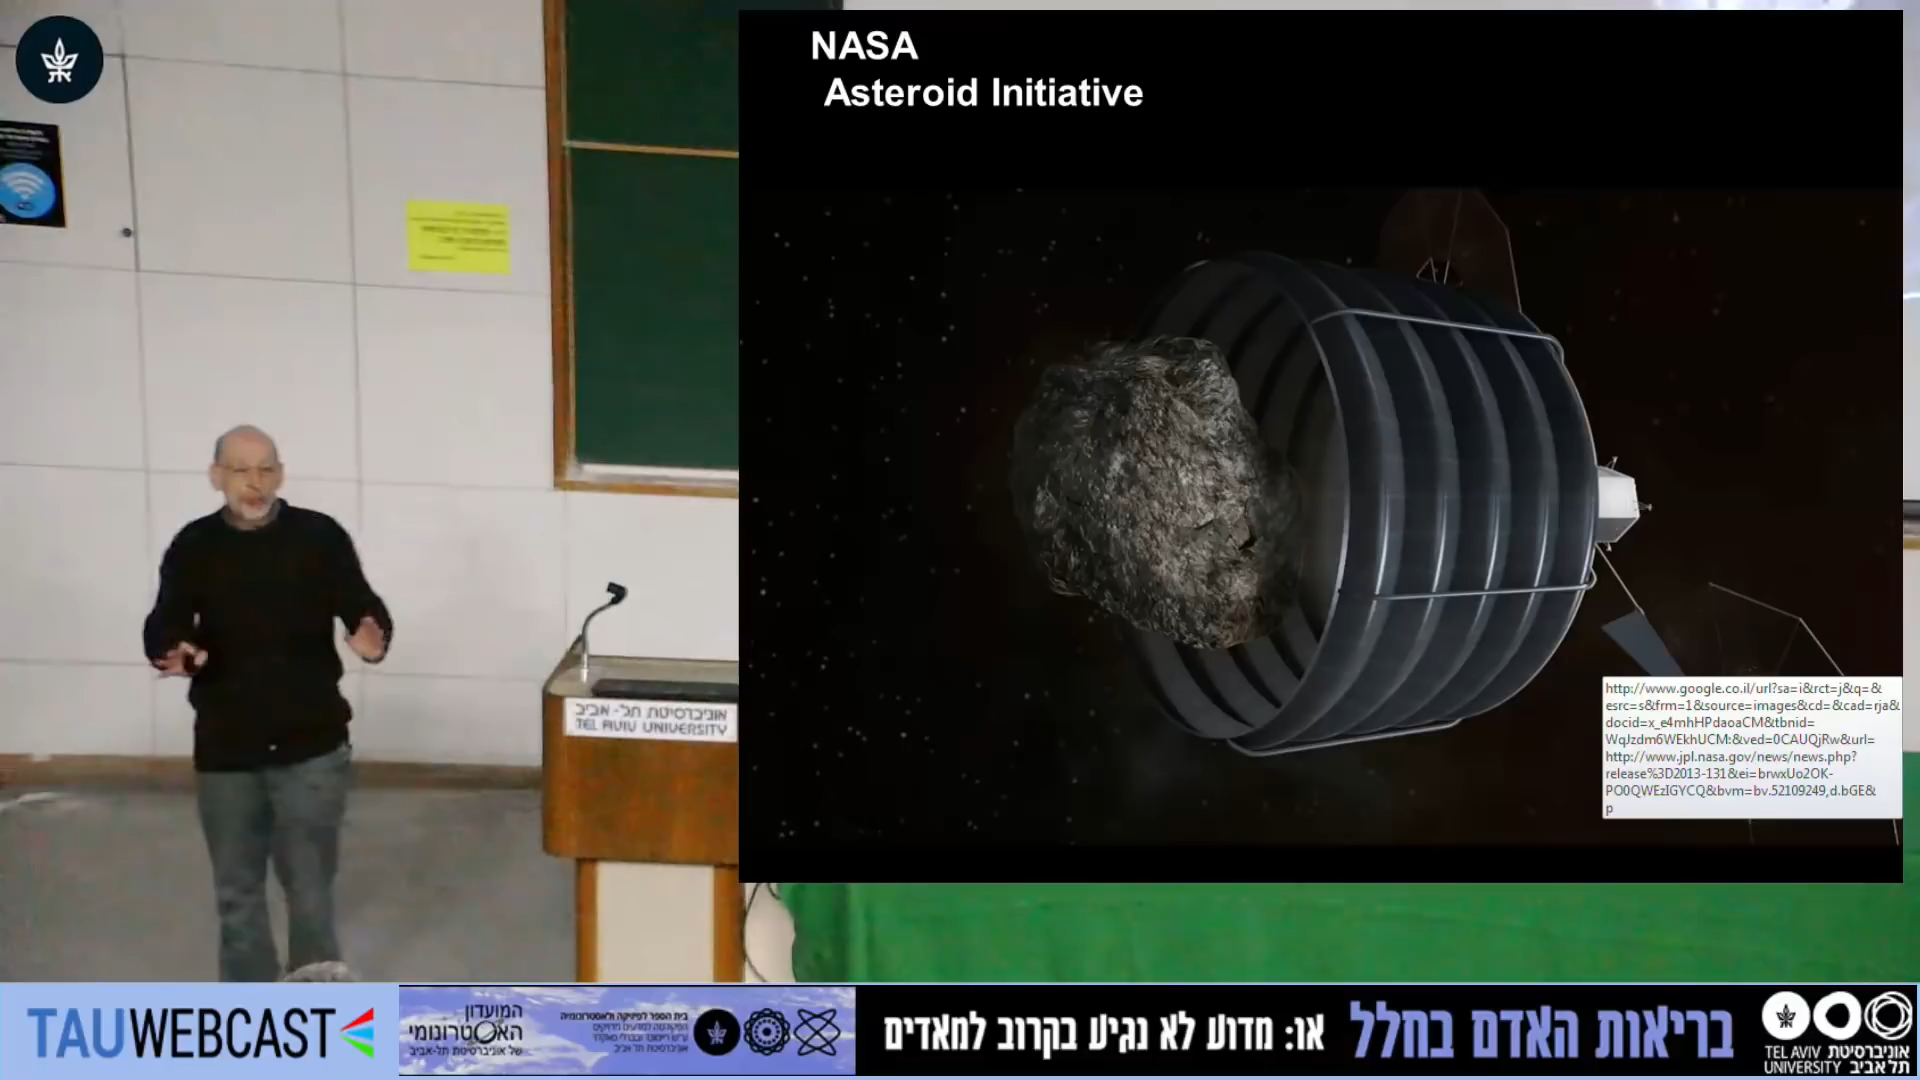 NASA
Asteroid Initiative
http://www.google.co.il/url?sa=i&rct=j&q=&
esrc=s&frm=1&source=images&cd=&cad=rja&
docid=x_e4mhHPdaoaCM&tbnid=
WqJzdm6WEkhUCM:&ved=0CAUQjRw&url=
http://www.jpl.nasa.gov/news/news.php?
release%3D2013-131&ei=brwxUo2OK-
PO0QWEzIGYCQ&bvm=bv.52109249,d.bGE&
p
אוניברסיטת תל-אביב
TEL AVIV UNIVERSITY
TAUWEBCAST
המועדון
האסטרונומי
של אוניברסיטת תל-אביב
בית הספר לפיזיקה ולאסטרונומיה
הפקולטה למדעים מדויקים
אוניברסיטת תל אביב
בריאות האדם בחלל או: מדוע לא נגיע בקרוב למאדים
אוניברסיטת TEL AVIV
תל אביב UNIVERSITY